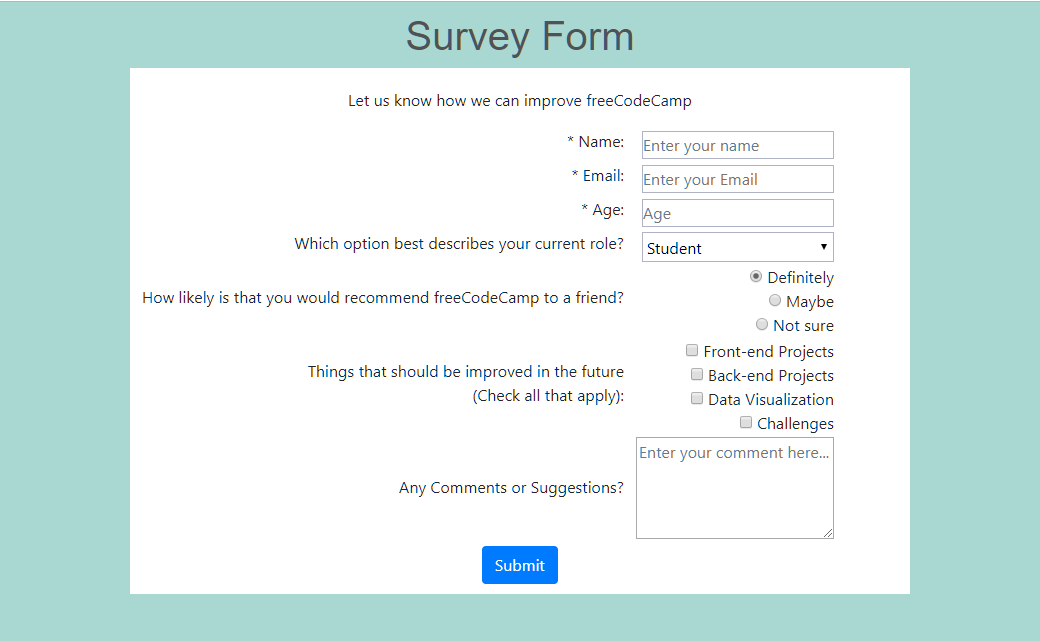 Survey Form
Let us know how we can improve freeCodeCamp
* Name:
Enter your name
* Email:
Enter your Email
* Age:
Age
Which option best describes your current role?
Student
How likely is that you would recommend freeCodeCamp to a friend?
Definitely
Maybe
Not sure
Things that should be improved in the future
(Check all that apply):
Front-end Projects
Back-end Projects
Data Visualization
Challenges
Any Comments or Suggestions?
Enter your comment here...
Submit